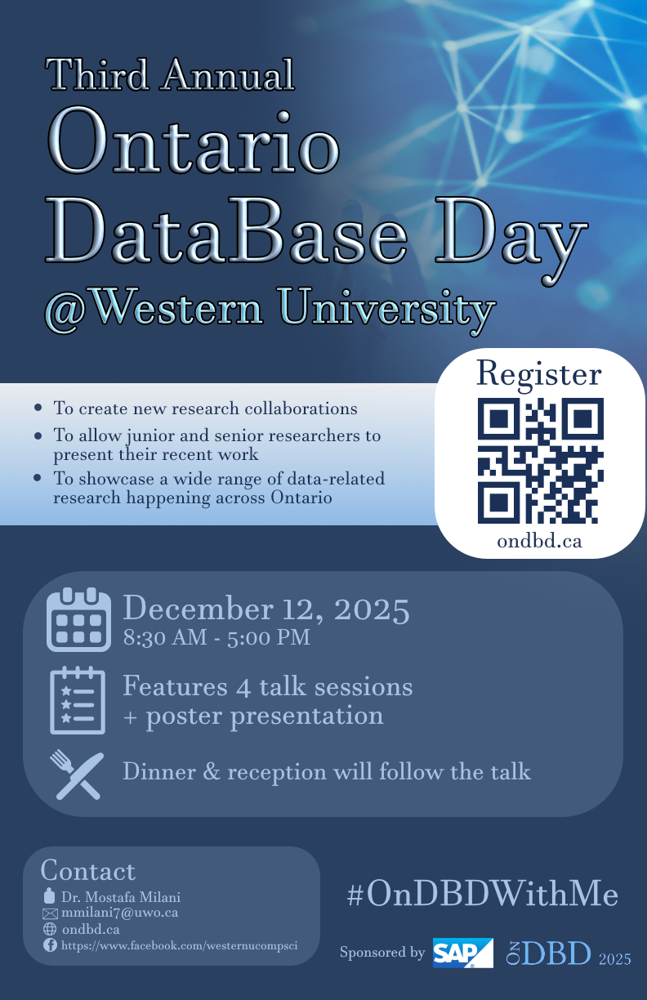 Third Annual
Ontario
DataBase Day
@Western University
Register
• To create new research collaborations
• To allow junior and senior researchers to
present their recent work
• To showcase a wide range of data-related
research happening across Ontario
ondbd.ca
December 12, 2025
8:30 AM - 5:00 PM
Features 4 talk sessions
+ poster presentation
Dinner & reception will follow the talk
Contact
Dr. Mostafa Milani
mmilani7@uwo.ca
ondbd.ca
https://www.facebook.com/westernucompsci
#OnDBDWithMe
Sponsored by SAP® ONDBD 2025